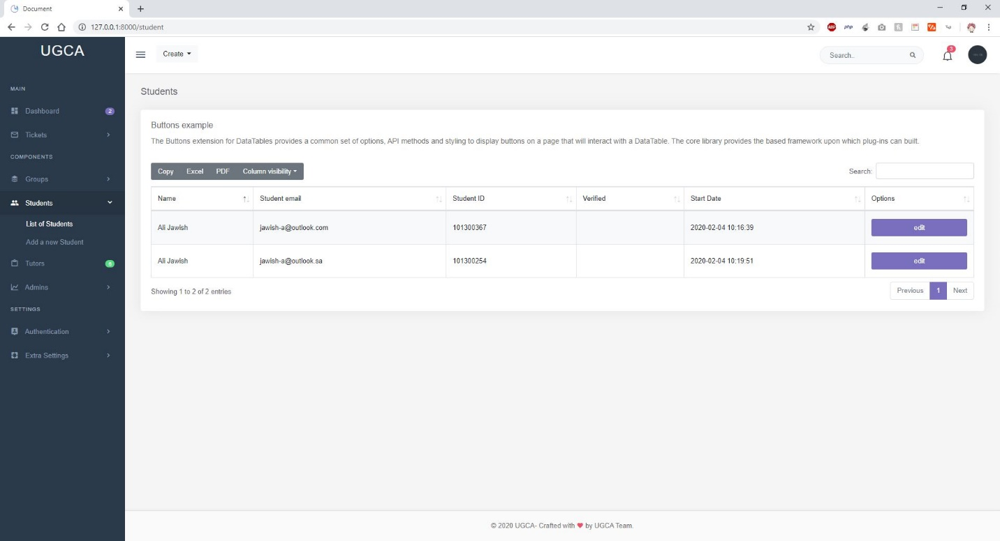 Document
127.0.0.1:8000/student
ABP
php
UGCA
Create
Search..
3
MAIN
Dashboard 2
Tickets
COMPONENTS
Groups
Students
List of Students
Add a new Student
Tutors 6
Admins
SETTINGS
Authentication
Extra Settings
Students
Buttons example
The Buttons extension for DataTables provides a common set of options, API methods and styling to display buttons on a page that will interact with a DataTable. The core library provides the based framework upon which plug-ins can built.
Copy Excel PDF Column visibility
Search:
Name Student email Student ID Verified Start Date Options
Ali Jawish jawish-a@outlook.com 101300367 2020-02-04 10:16:39 edit
Ali Jawish jawish-a@outlook.sa 101300254 2020-02-04 10:19:51 edit
Showing 1 to 2 of 2 entries
Previous 1 Next
© 2020 UGCA- Crafted with ❤ by UGCA Team.